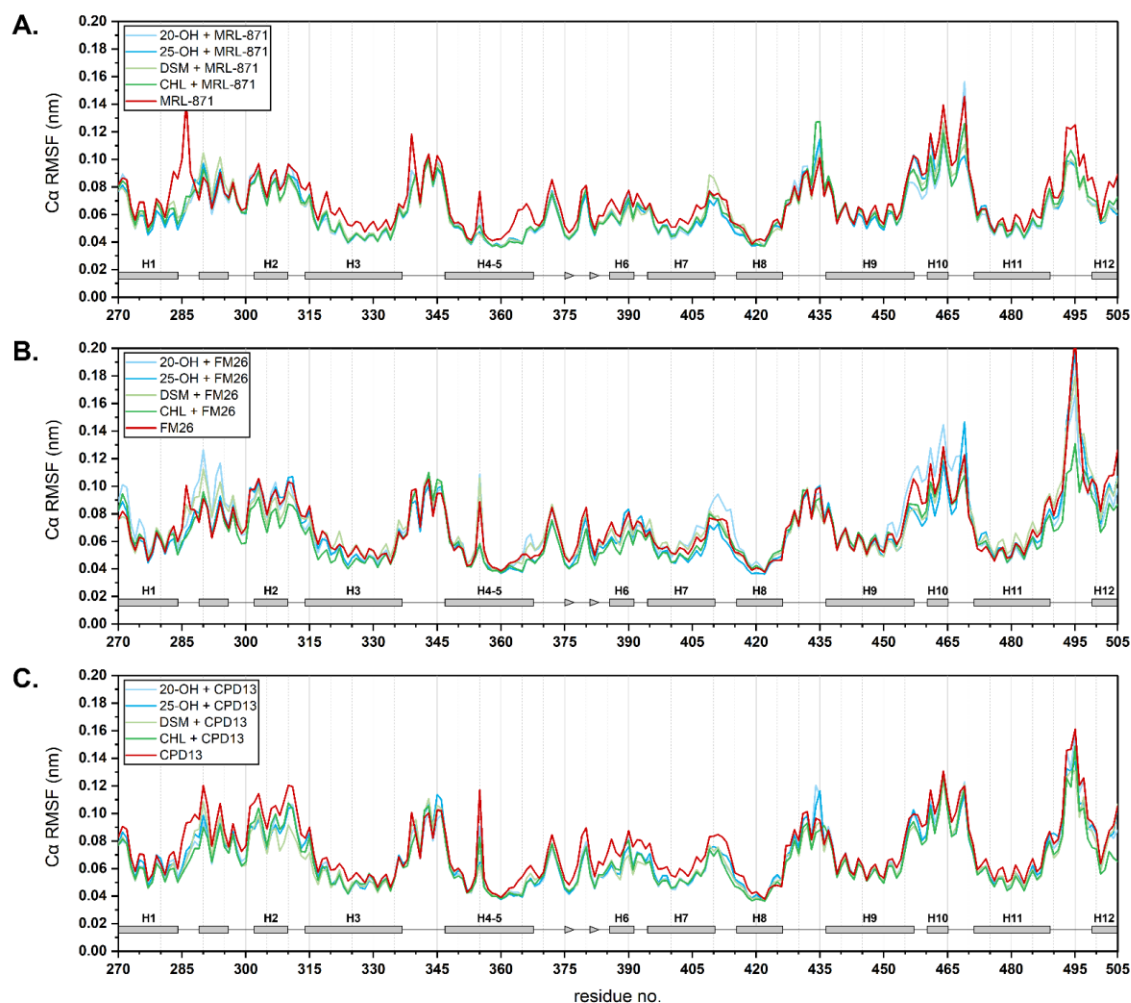 A.
Cα RMSF (nm)
0.20
0.18
0.16
0.14
0.12
0.10
0.08
0.06
0.04
0.02
0.00
20-OH + MRL-871
25-OH + MRL-871
DSM + MRL-871
CHL + MRL-871
MRL-871
H1 H2 H3 H4-5 H6 H7 H8 H9 H10 H11 H12
270 285 300 315 330 345 360 375 390 405 420 435 450 465 480 495 505
B.
Cα RMSF (nm)
0.20
0.18
0.16
0.14
0.12
0.10
0.08
0.06
0.04
0.02
0.00
20-OH + FM26
25-OH + FM26
DSM + FM26
CHL + FM26
FM26
H1 H2 H3 H4-5 H6 H7 H8 H9 H10 H11 H12
270 285 300 315 330 345 360 375 390 405 420 435 450 465 480 495 505
C.
Cα RMSF (nm)
0.20
0.18
0.16
0.14
0.12
0.10
0.08
0.06
0.04
0.02
0.00
20-OH + CPD13
25-OH + CPD13
DSM + CPD13
CHL + CPD13
CPD13
H1 H2 H3 H4-5 H6 H7 H8 H9 H10 H11 H12
270 285 300 315 330 345 360 375 390 405 420 435 450 465 480 495 505
residue no.